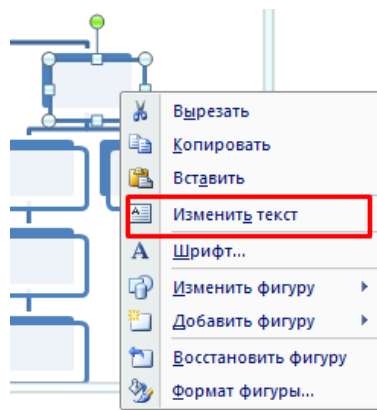 Вырезать
Копировать
Вставить
Изменить текст
Шрифт...
Изменить фигуру
Добавить фигуру
Восстановить фигуру
Формат фигуры...